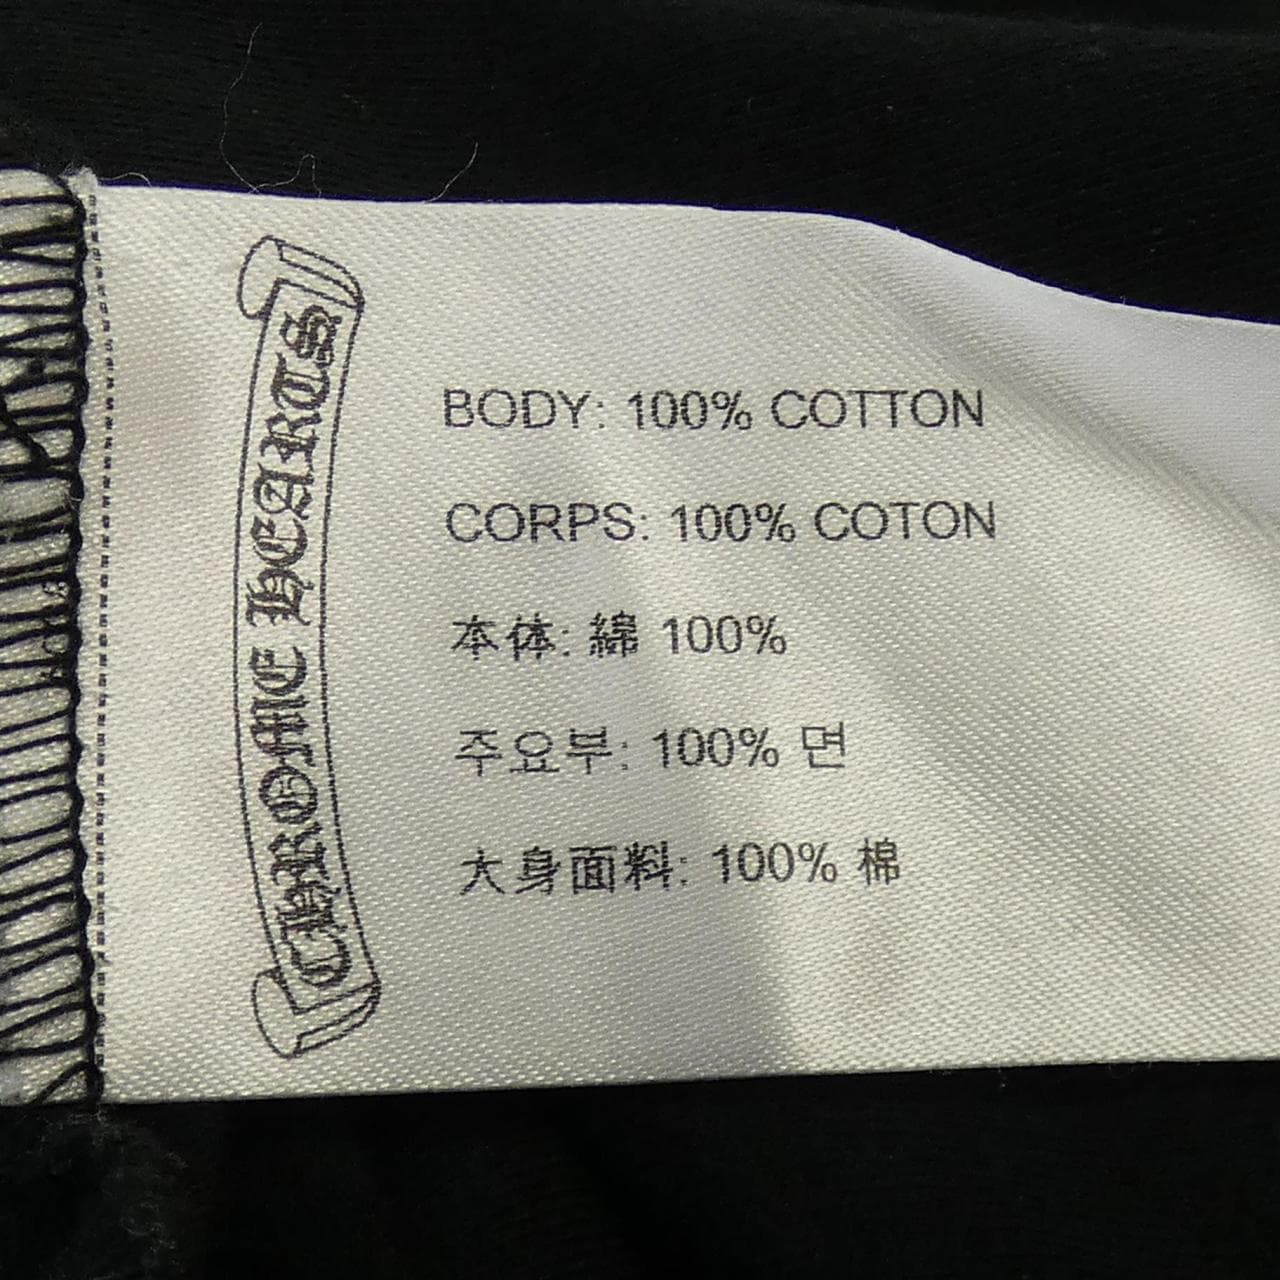 CHROME HEARTS
BODY: 100% COTTON
CORPS: 100% COTON
本体: 綿 100%
주요부: 100% 면
大身面料: 100% 棉